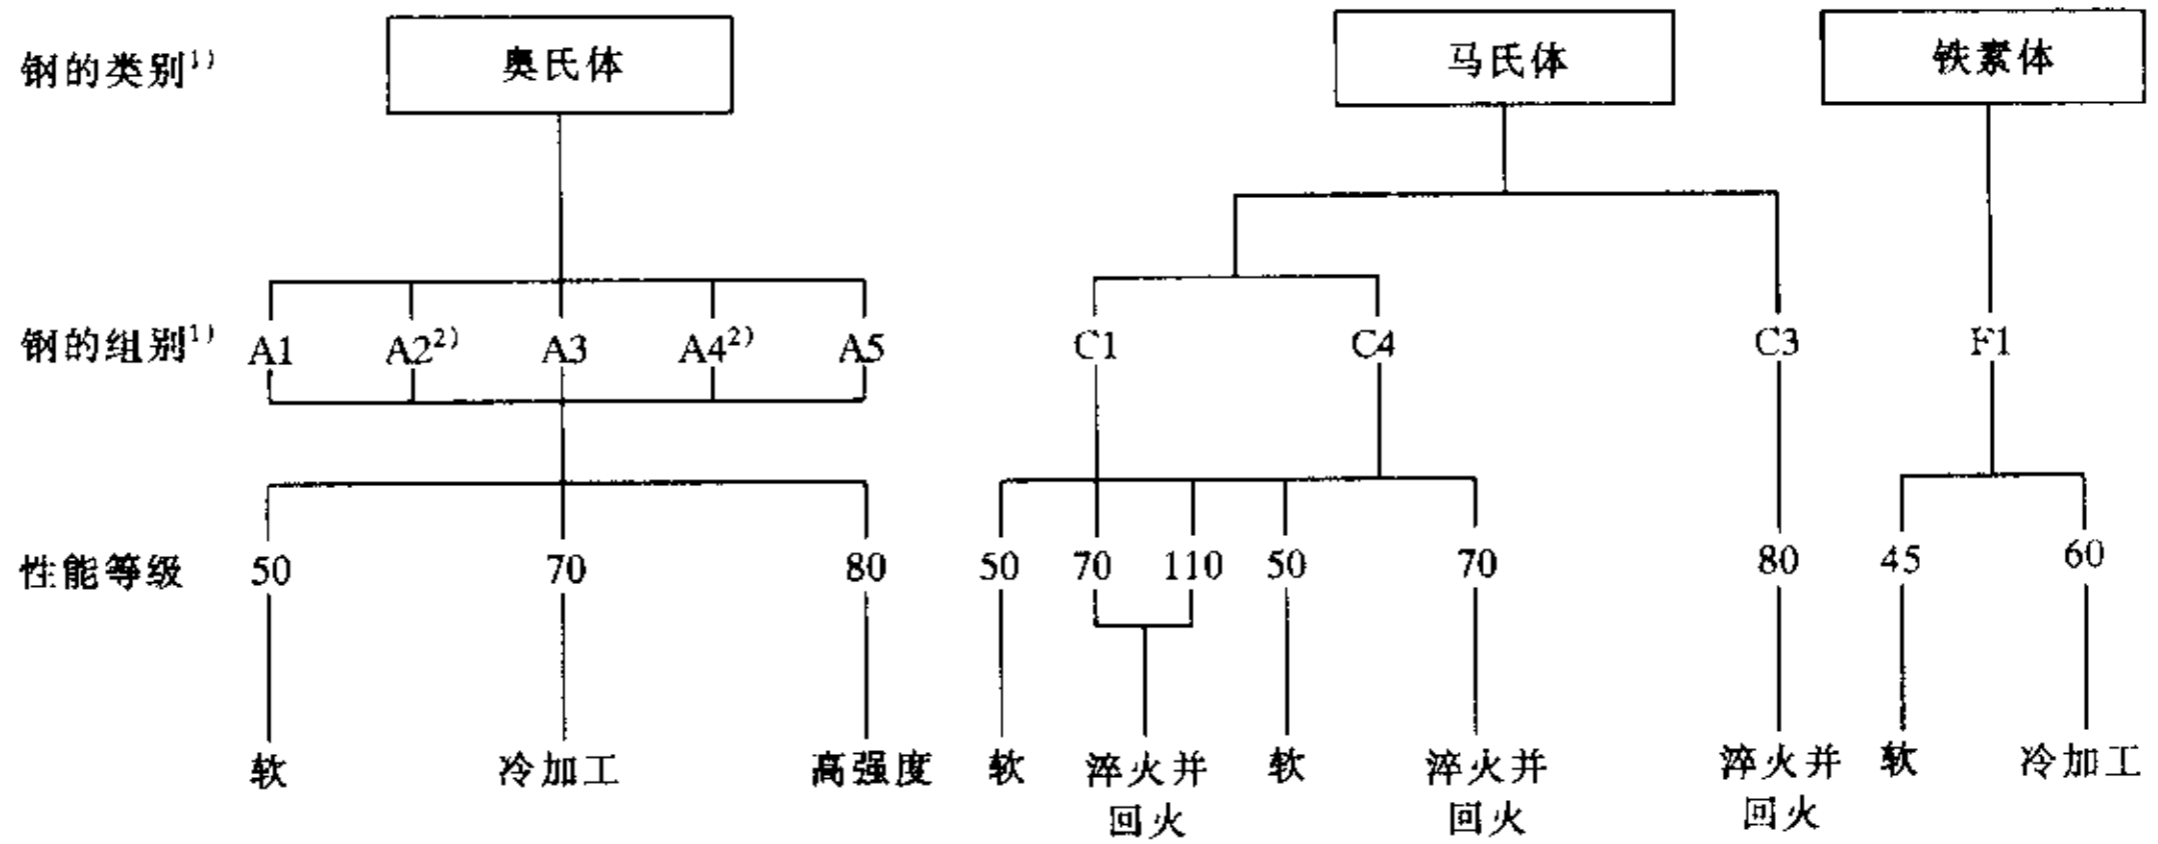 钢的类别1) 奥氏体 马氏体 铁素体
钢的组别1) A1 A22) A3 A42) A5 C1 C4 C3 F1
性能等级 50 70 80 50 70 110 50 70 80 45 60
软 冷加工 高强度 软 淬火并 软 淬火并 淬火并 软 冷加工
回火 回火 回火